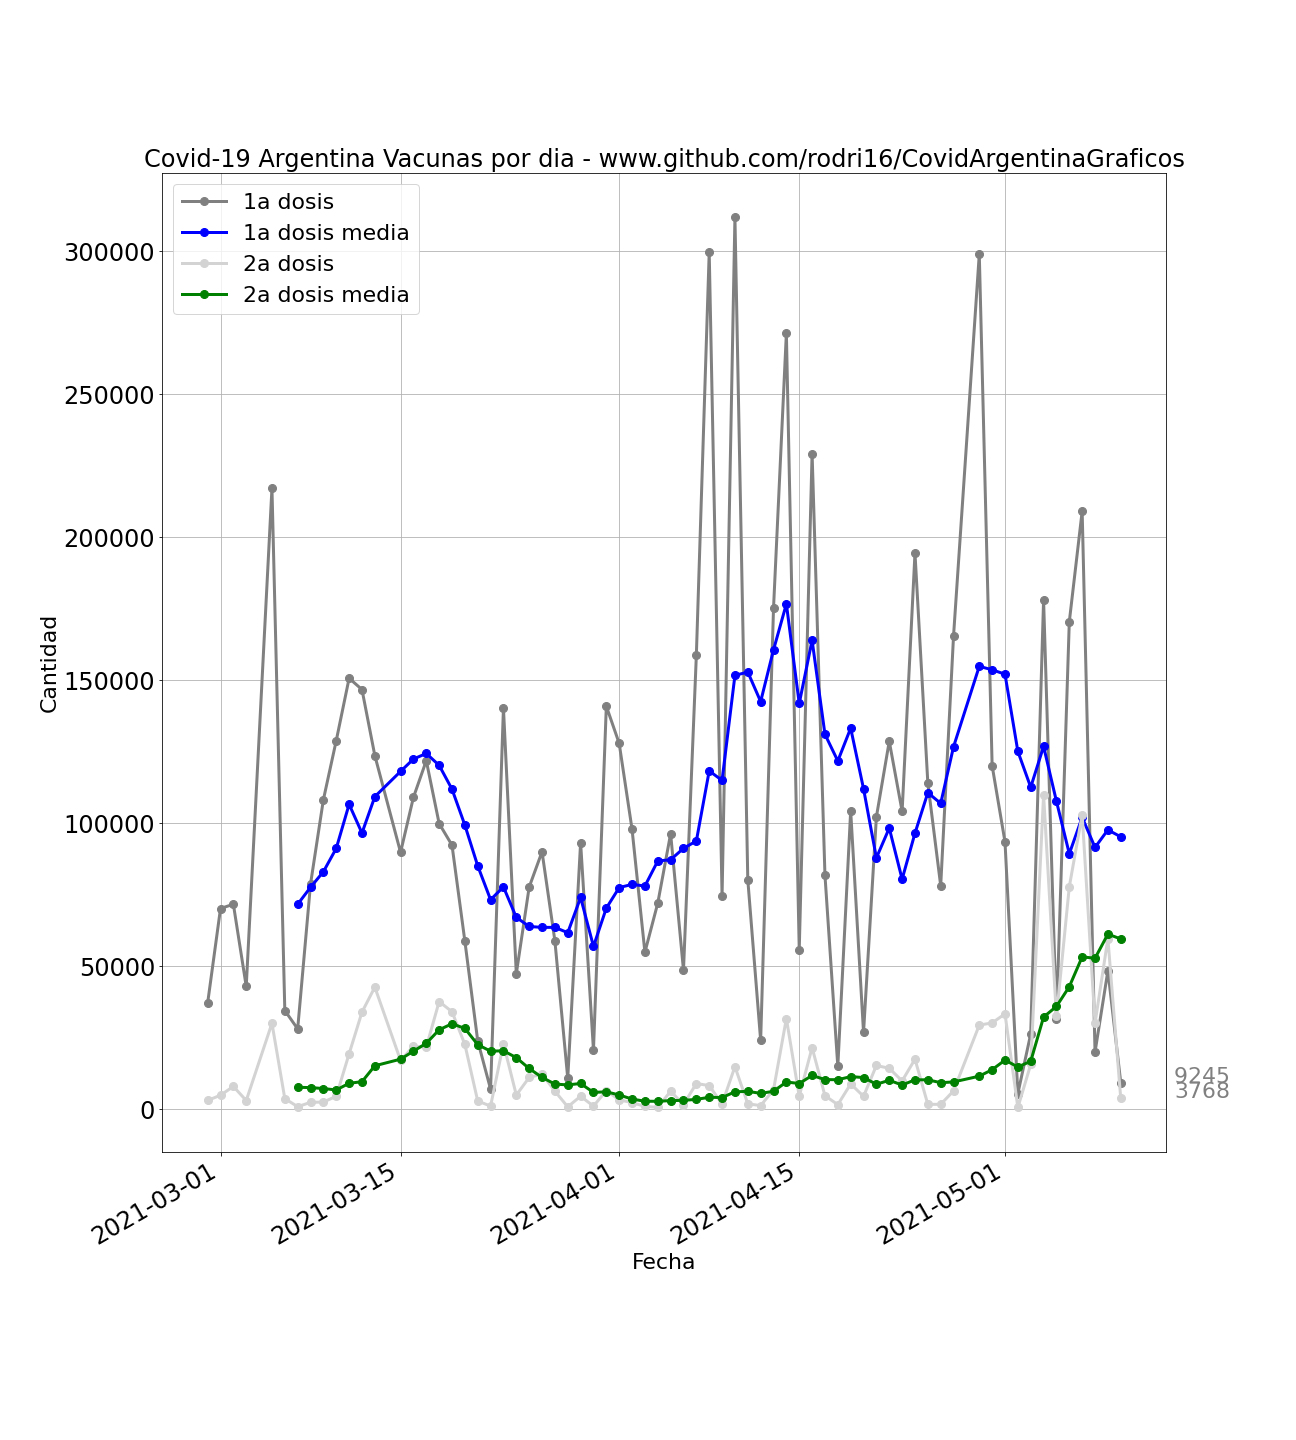 Covid-19 Argentina Vacunas por dia - www.github.com/rodri16/CovidArgentinaGraficos
1a dosis
1a dosis media
2a dosis
2a dosis media
300000
250000
200000
150000
100000
50000
0
Cantidad
9245
3768
2021-03-01
2021-03-15
2021-04-01
2021-04-15
2021-05-01
Fecha